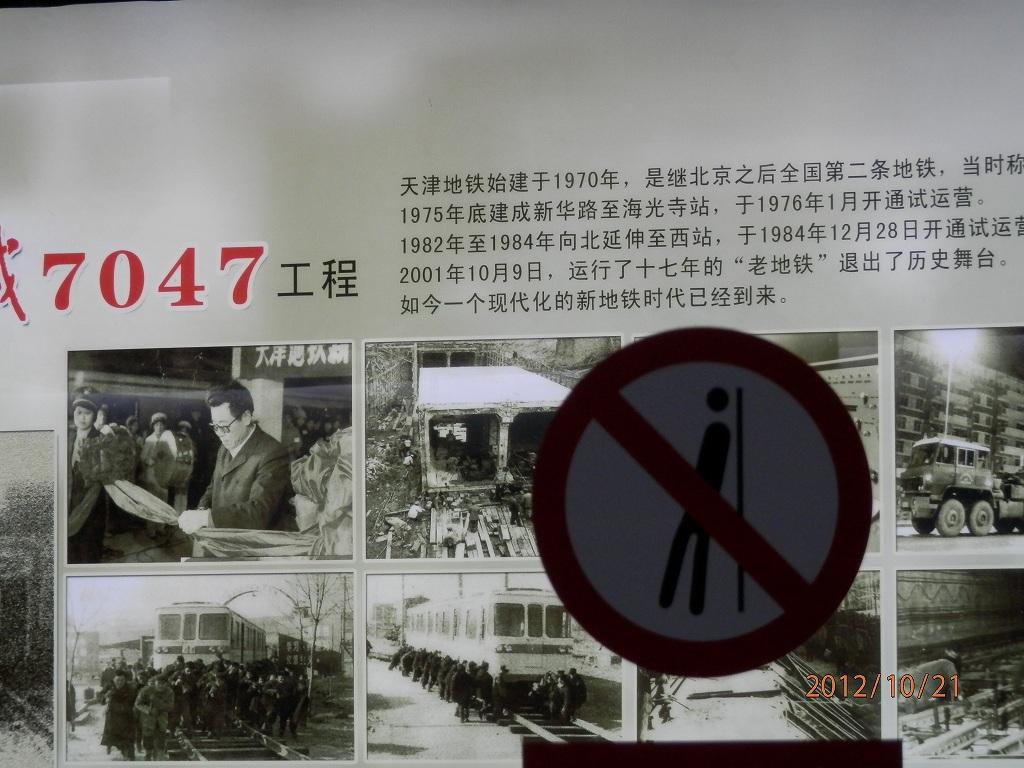 天津地铁始建于1970年，是继北京之后全国第二条地铁，当时称
1975年底建成新华路至海光寺站，于1976年1月开通试运营。
1982年至1984年向北延伸至西站，于1984年12月28日开通试运营
2001年10月9日，运行了十七年的“老地铁”退出了历史舞台。
如今一个现代化的新地铁时代已经到来。
7047工程
2012/10/21